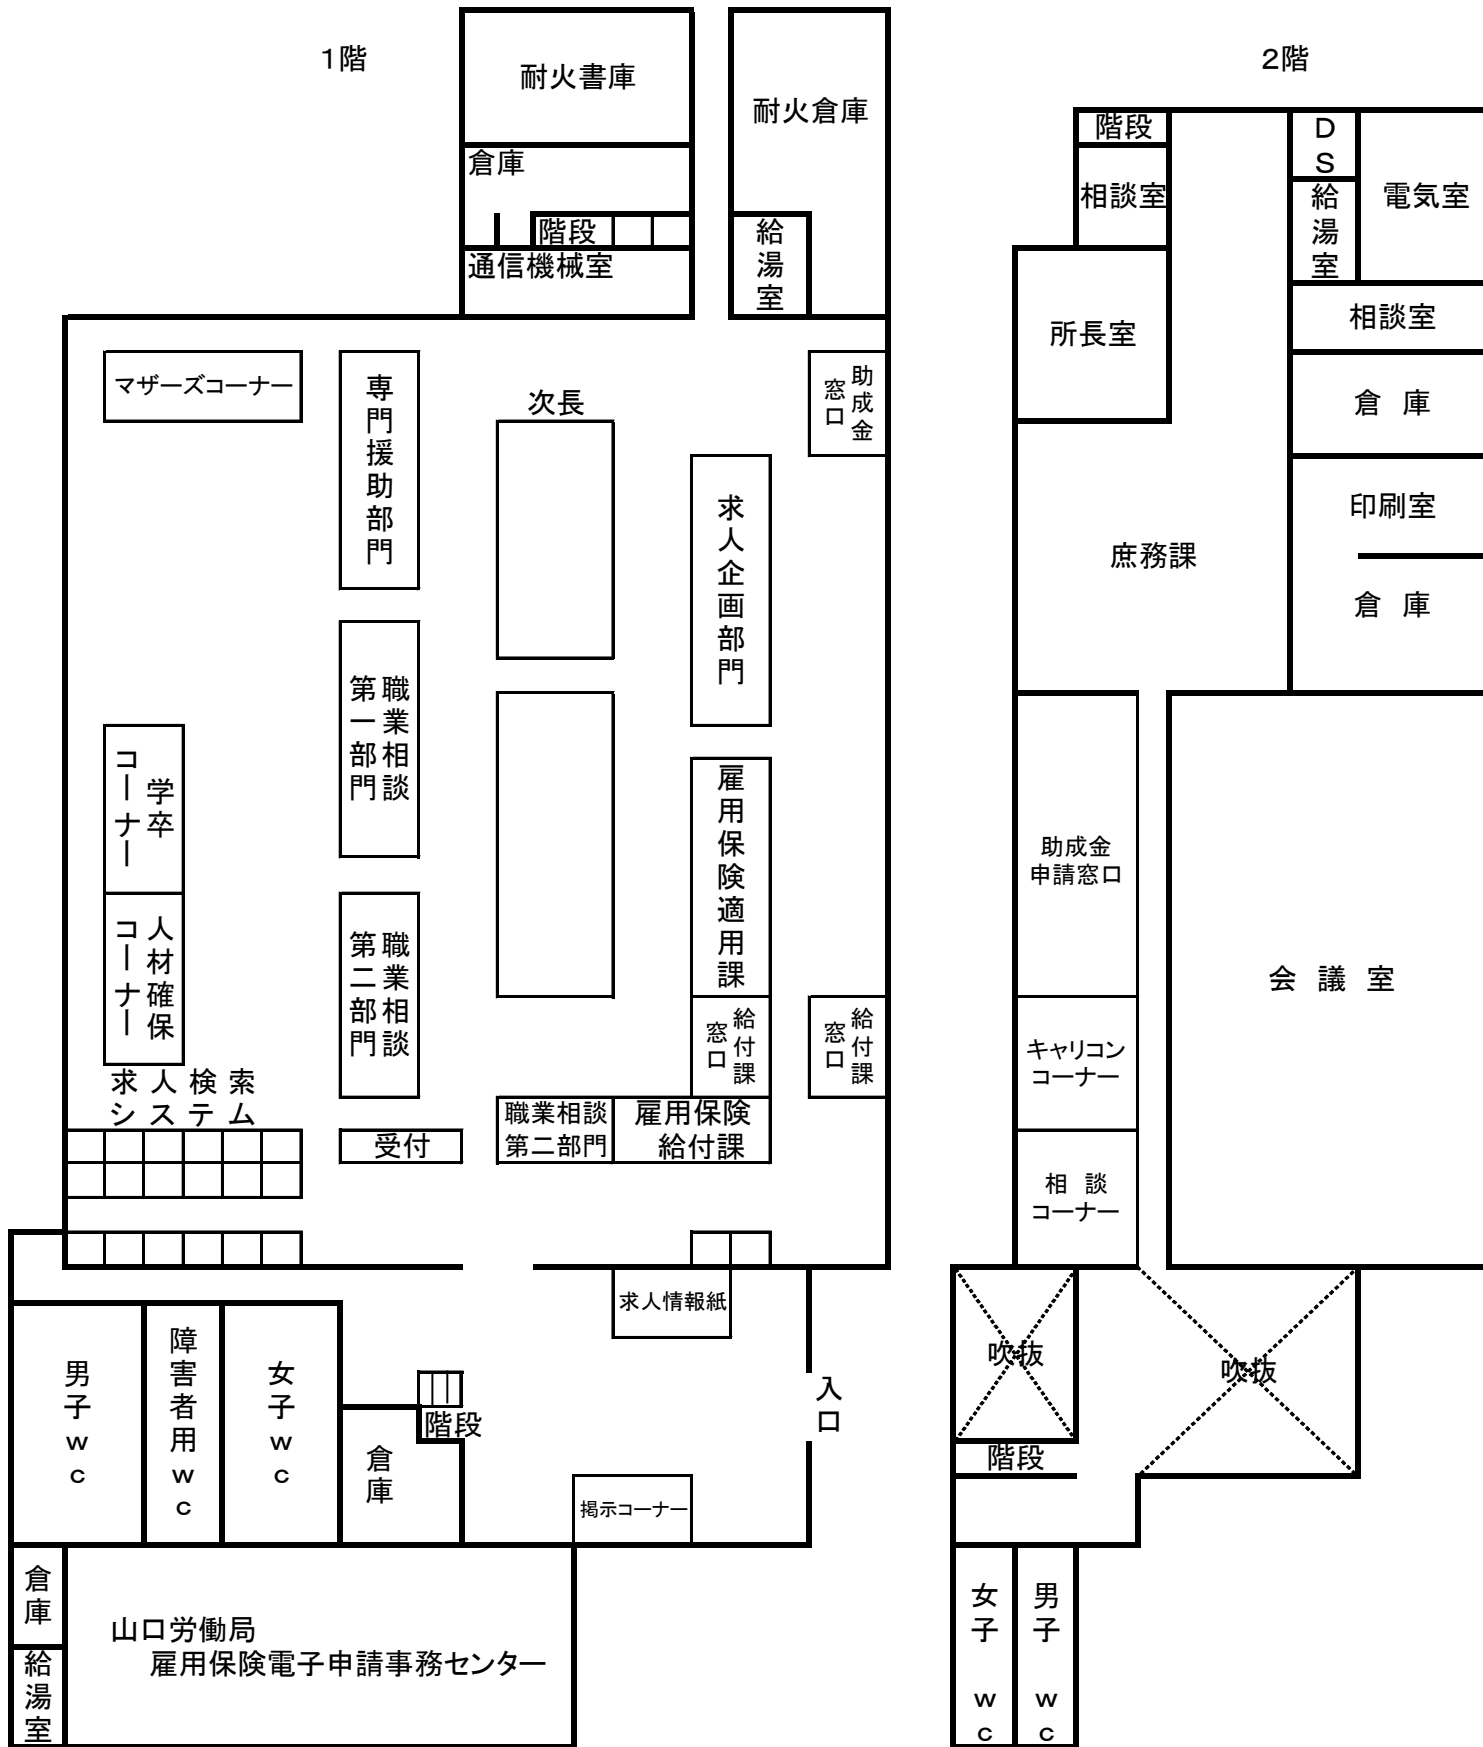 1階
耐火書庫
耐火倉庫
倉庫
階段
通信機械室
給湯室
マザーズコーナー
専門援助部門
次長
助成金
窓口
求人企画部門
職業相談
第一部門
学卒
コーナー
雇用保険適用課
人材確保
コーナー
職業相談
第二部門
給付課
窓口
給付課
窓口
求人検索
システム
受付
職業相談
第二部門
雇用保険
給付課
求人情報紙
男子wc
障害者用wc
女子wc
階段
倉庫
入口
掲示コーナー
倉庫
給湯室
山口労働局
雇用保険電子申請事務センター
2階
階段
DS
電気室
相談室
給湯室
所長室
相談室
倉 庫
印刷室
庶務課
倉 庫
助成金
申請窓口
会 議 室
キャリコン
コーナー
相 談
コーナー
吹抜
吹抜
階段
女子 wc
男子 wc